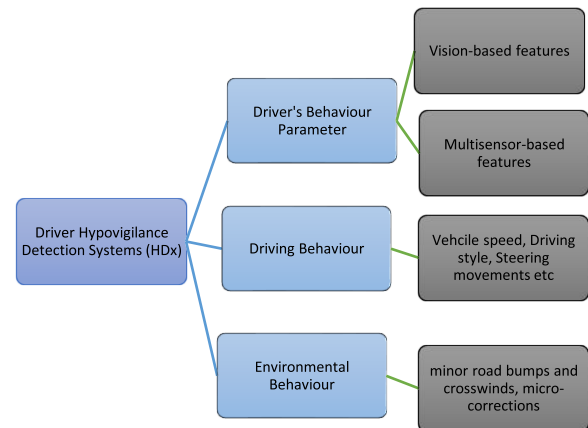 Vision-based features
Driver's Behaviour
Parameter
Multisensor-based
features
Driver Hypovigilance
Detection Systems (HDx)
Driving Behaviour
Vehcile speed, Driving
style, Steering
movements etc
Environmental
Behaviour
minor road bumps and
crosswinds, micro-
corrections